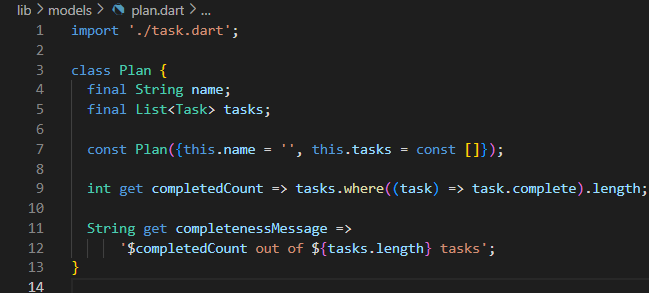 lib > models > plan.dart > ...
1 import './task.dart';
2
3 class Plan {
4   final String name;
5   final List<Task> tasks;
6
7   const Plan({this.name = '', this.tasks = const []});
8
9   int get completedCount => tasks.where((task) => task.complete).length;
10
11   String get completenessMessage =>
12       '$completedCount out of ${tasks.length} tasks';
13 }
14